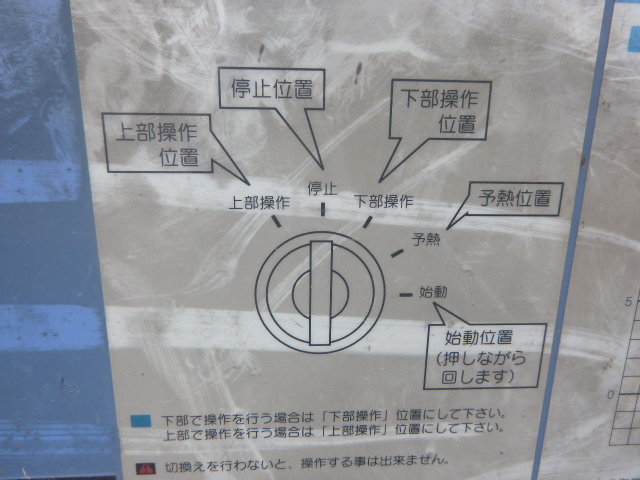 停止位置
下部操作
位置
上部操作
位置
停止
予熱位置
上部操作
下部操作
予熱
始動
始動位置
(押しながら
回します)
下部で操作を行う場合は「下部操作」位置にして下さい。
上部で操作を行う場合は「上部操作」位置にして下さい。
切換えを行わないと、操作する事は出来ません。
5
0